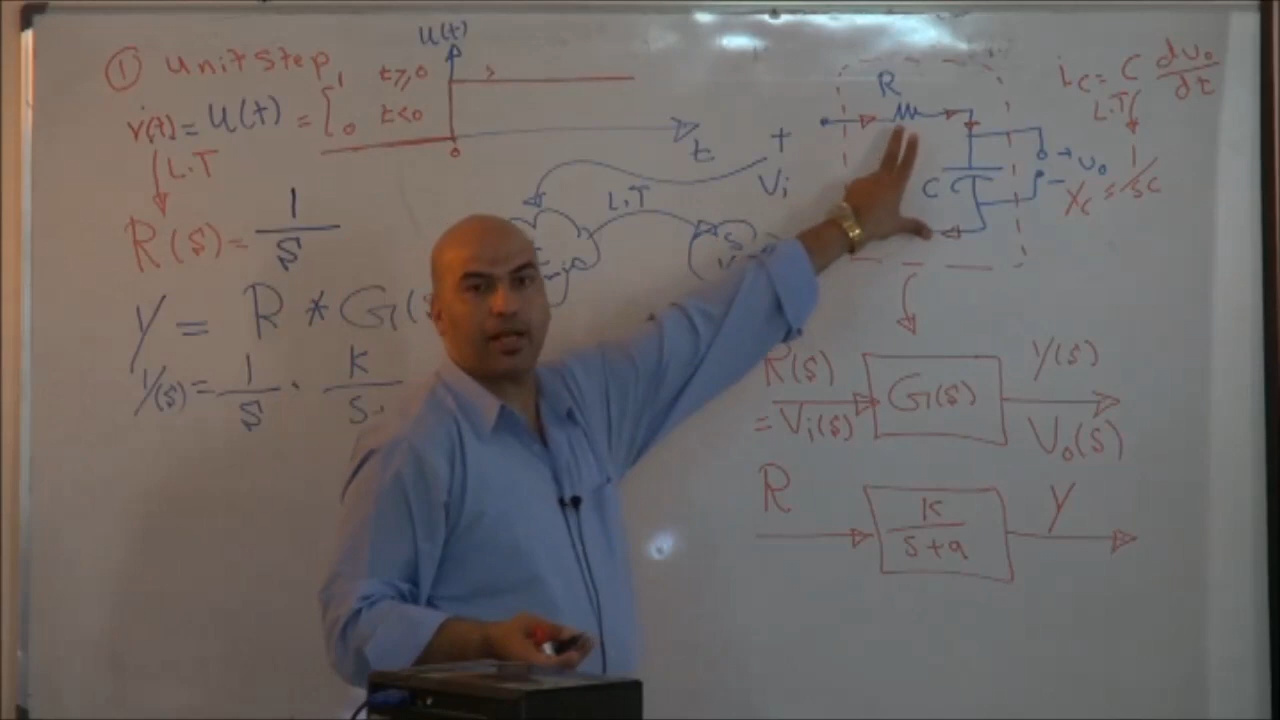 ① unit step
u(t)
r(t) = u(t) = [ 1 t≥0
0 t<0
0
t
L.T
R(s) = 1/s
Y = R * G(s
Y(s) = 1/s . K/s
L.T
s
+
Vi
R
C
+
vo
-
ic = C dvo/dt
L.T
Xc = 1/sC
R(s)
= Vi(s)
G(s)
Y(s)
Vo(s)
R
K/s+a
Y